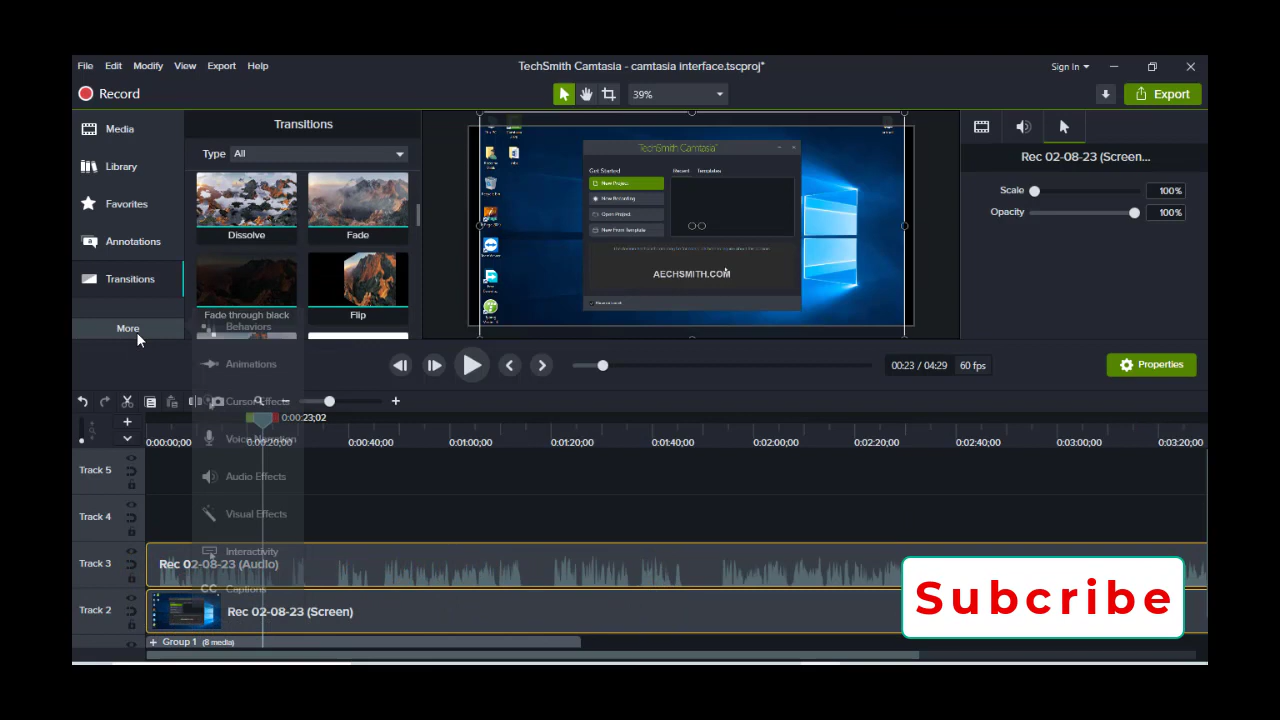 File Edit Modify View Export Help
TechSmith Camtasia - camtasia interface.tscproj*
Sign In
Record
39%
Export
Media
Library
Favorites
Annotations
Transitions
More
Transitions
Type All
Dissolve
Fade
Fade through black
Flip
Behaviors
Animations
Cursor Effects
Voice Narration
Audio Effects
Visual Effects
Interactivity
Captions
TechSmith Camtasia
Get Started
Recent Templates
New Project
New Recording
Open Project
New From Template
AECHSMITH.COM
Rec 02-08-23 (Screen...
Scale 100%
Opacity 100%
00:23 / 04:29 60 fps
Properties
0:00:23;02
0:00:00;00 0:00:20;00 0:00:40;00 0:01:00;00 0:01:20;00 0:01:40;00 0:02:00;00 0:02:20;00 0:02:40;00 0:03:00;00 0:03:20;00
Track 5
Track 4
Track 3
Rec 02-08-23 (Audio)
Track 2
Rec 02-08-23 (Screen)
+ Group 1 (8 media)
Subcribe